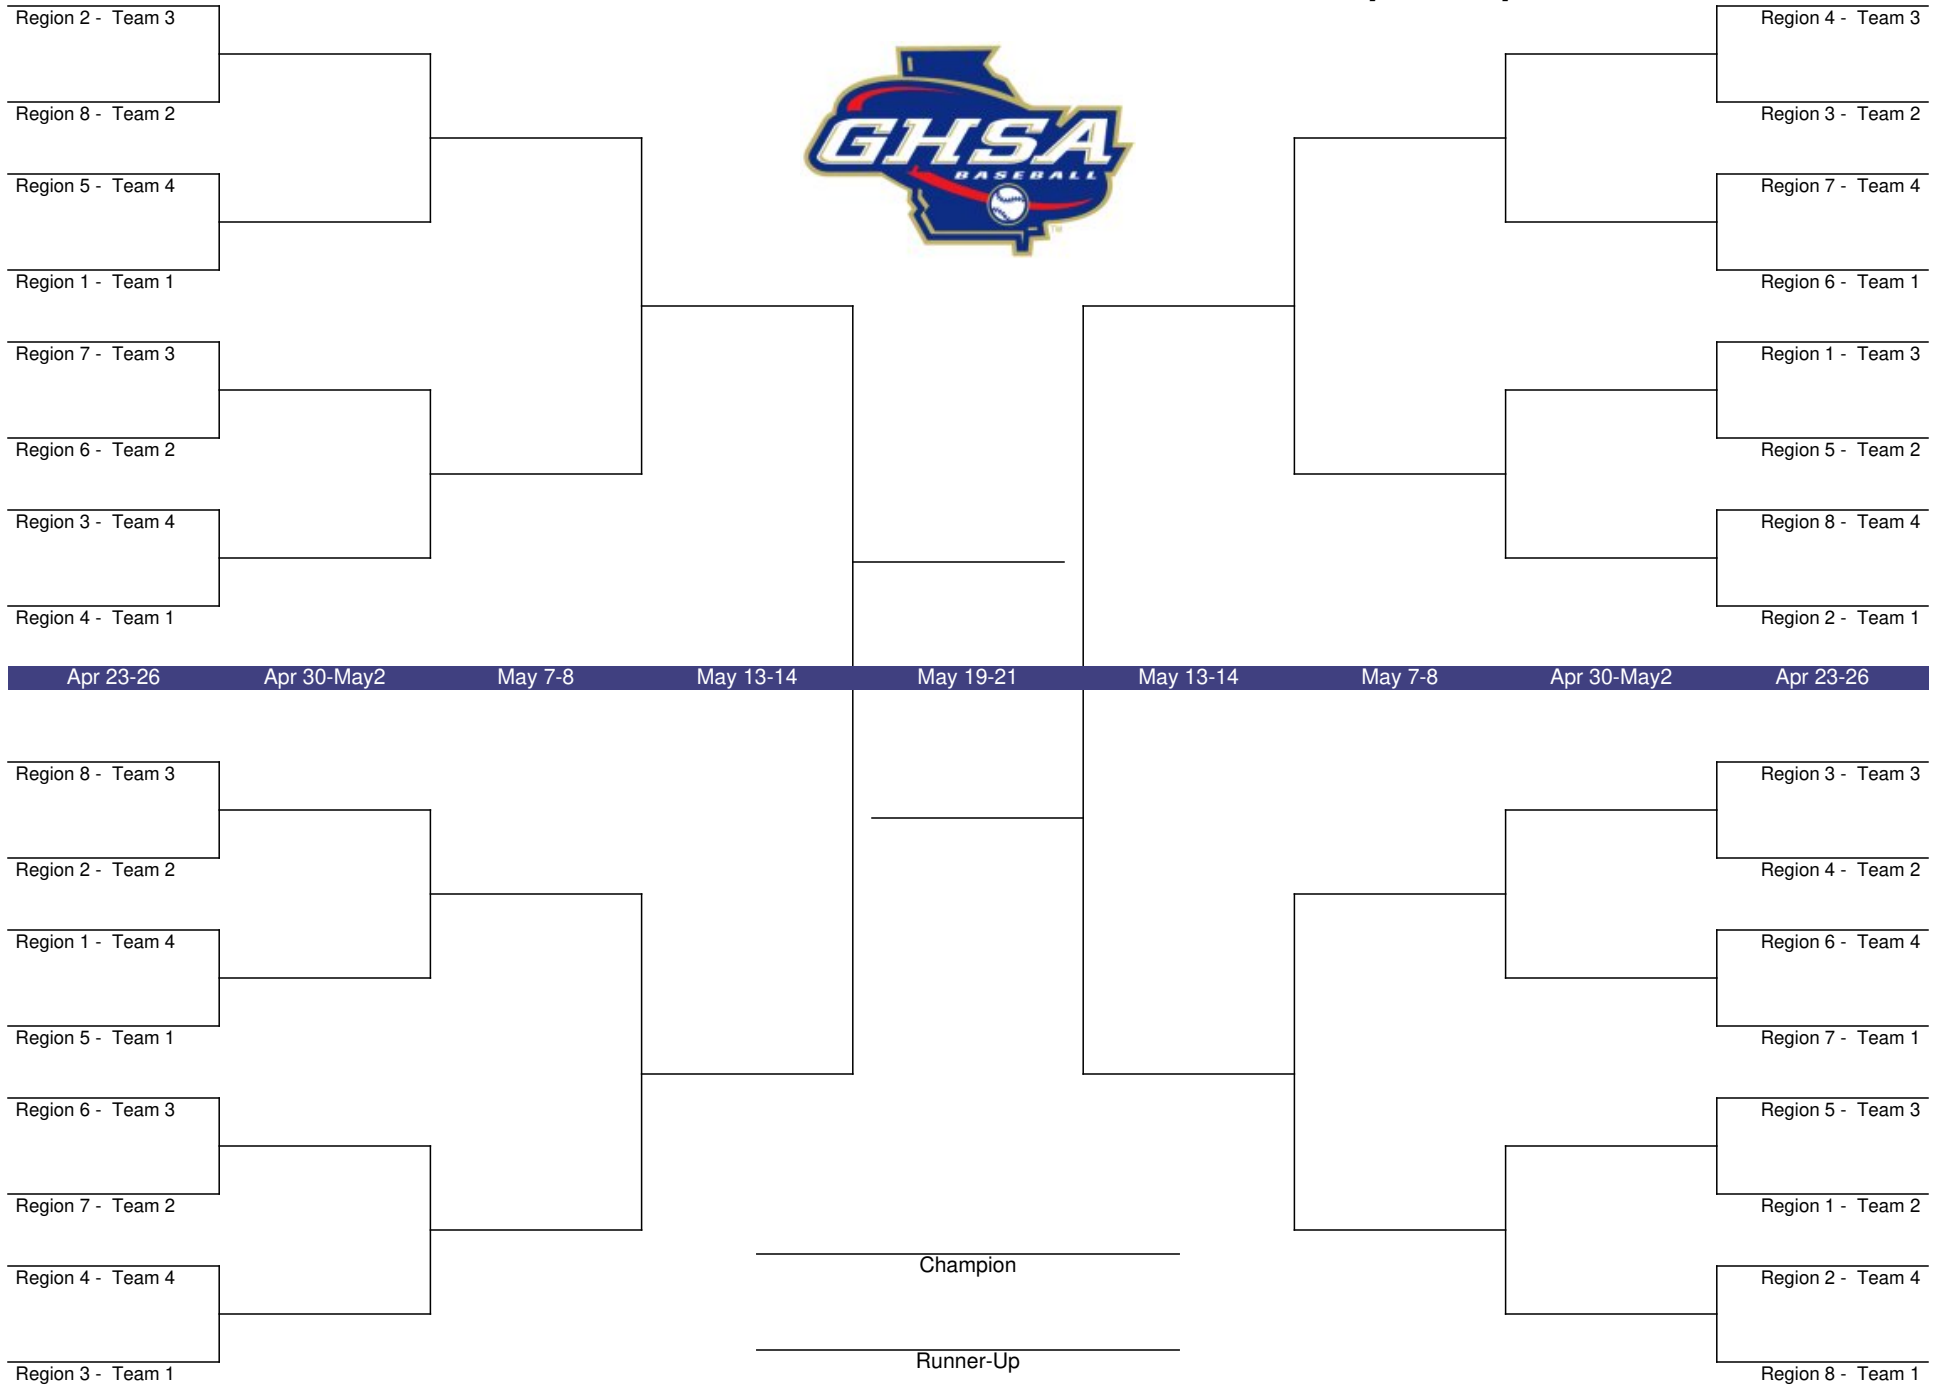 Region 2 - Team 3
Region 8 - Team 2
Region 5 - Team 4
Region 1 - Team 1
Region 7 - Team 3
Region 6 - Team 2
Region 3 - Team 4
Region 4 - Team 1
GHSA
BASEBALL
TM
Region 4 - Team 3
Region 3 - Team 2
Region 7 - Team 4
Region 6 - Team 1
Region 1 - Team 3
Region 5 - Team 2
Region 8 - Team 4
Region 2 - Team 1
Apr 23-26 Apr 30-May2 May 7-8 May 13-14 May 19-21 May 13-14 May 7-8 Apr 30-May2 Apr 23-26
Region 8 - Team 3
Region 2 - Team 2
Region 1 - Team 4
Region 5 - Team 1
Region 6 - Team 3
Region 7 - Team 2
Region 4 - Team 4
Region 3 - Team 1
Champion
Runner-Up
Region 3 - Team 3
Region 4 - Team 2
Region 6 - Team 4
Region 7 - Team 1
Region 5 - Team 3
Region 1 - Team 2
Region 2 - Team 4
Region 8 - Team 1